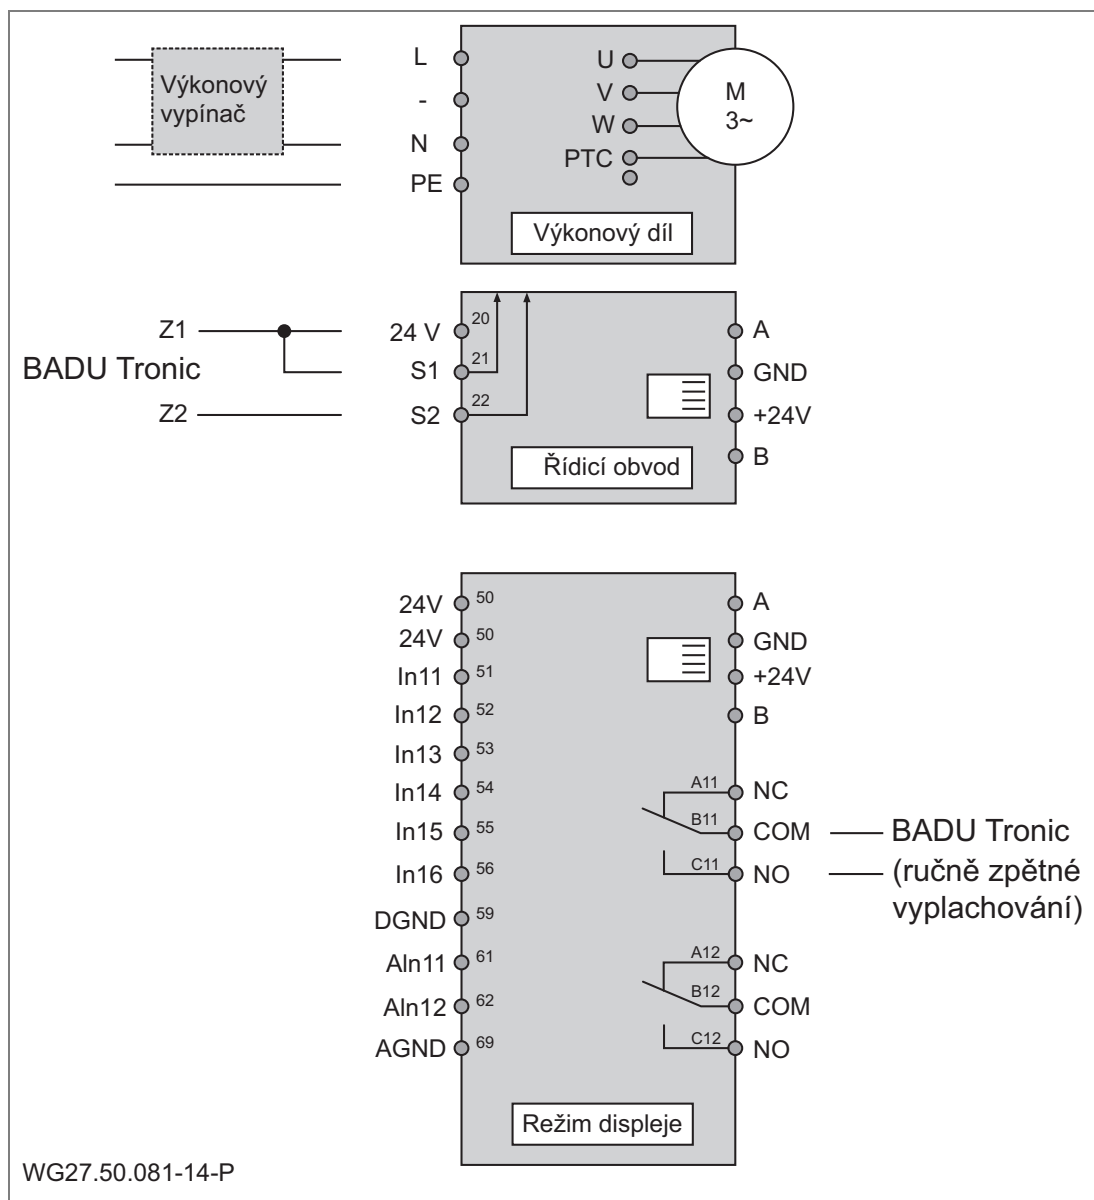 Výkonový
vypínač
L
-
N
PE
U
V
W
PTC
M
3~
Výkonový díl
Z1
BADU Tronic
Z2
24 V
S1
S2
20
21
22
A
GND
+24V
B
Řídicí obvod
24V 50
24V 50
In11 51
In12 52
In13 53
In14 54
In15 55
In16 56
DGND 59
AIn11 61
AIn12 62
AGND 69
A
GND
+24V
B
A11 NC
B11 COM
C11 NO
BADU Tronic
(ručně zpětné
vyplachování)
A12 NC
B12 COM
C12 NO
Režim displeje
WG27.50.081-14-P